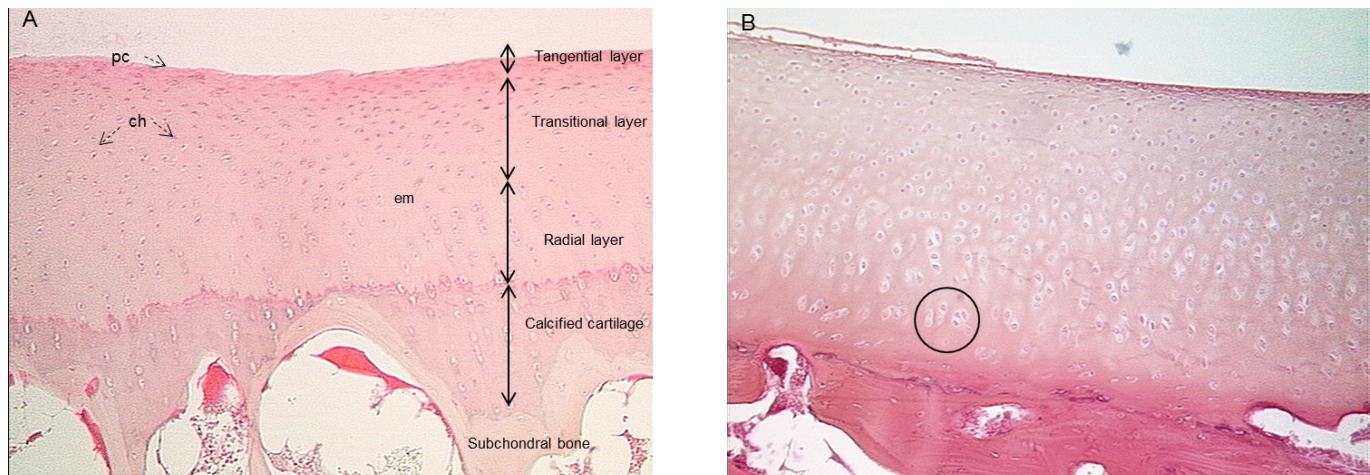 A
B
pc
Tangential layer
ch
Transitional layer
em
Radial layer
Calcified cartilage
Subchondral bone